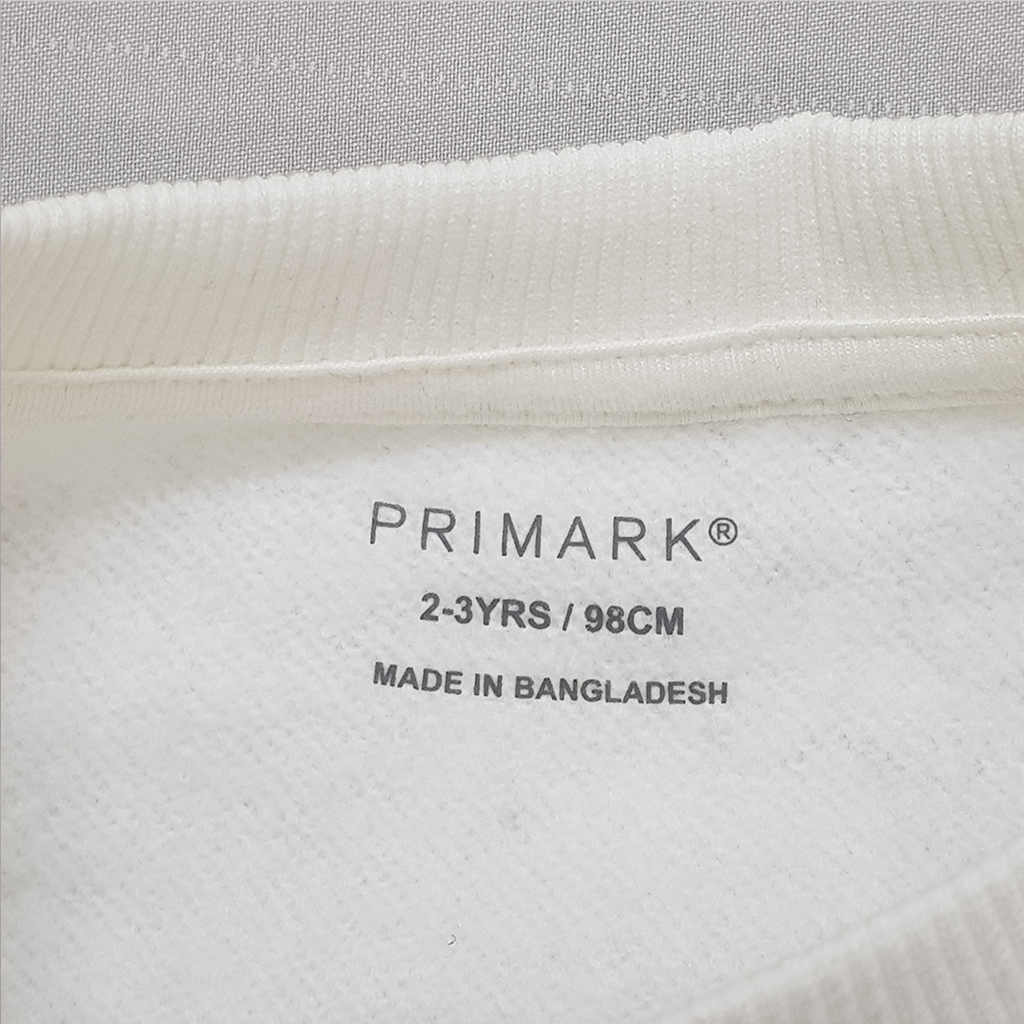 PRIMARK®
2-3YRS / 98CM
MADE IN BANGLADESH